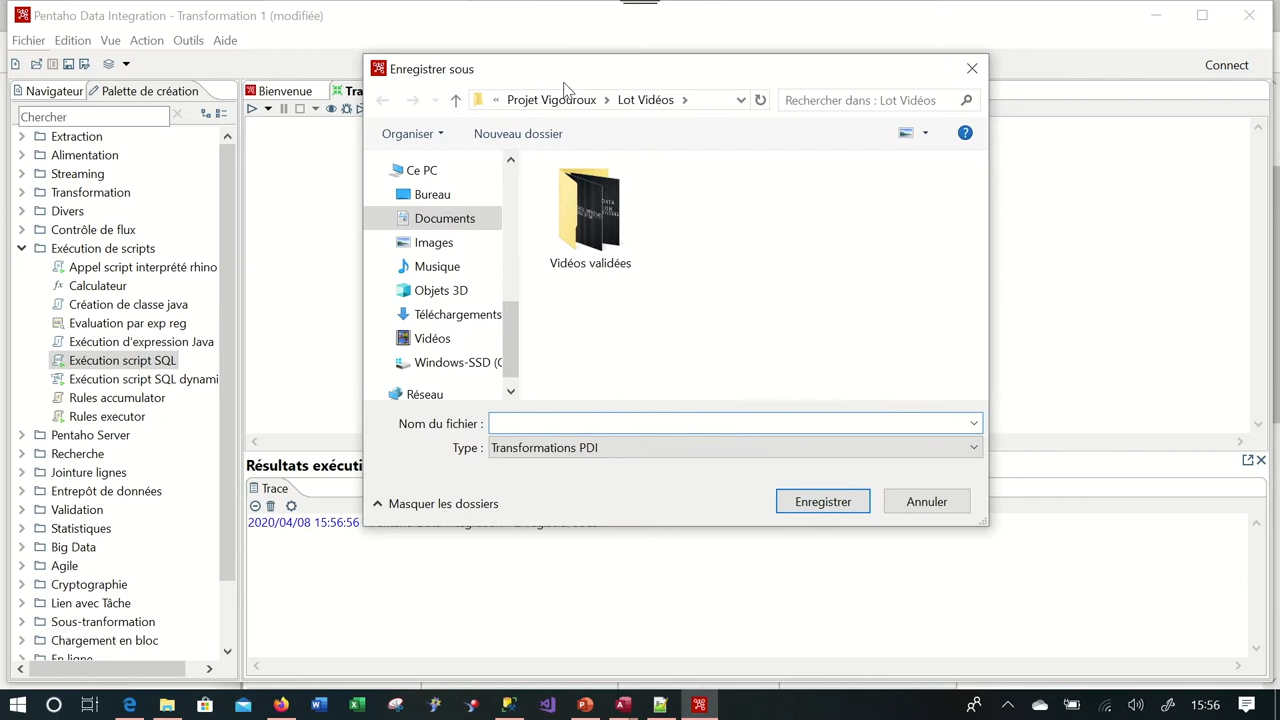 Pentaho Data Integration - Transformation 1 (modifiée)
Fichier Edition Vue Action Outils Aide
Connect
Navigateur Palette de création
Chercher
Extraction
Alimentation
Streaming
Transformation
Divers
Contrôle de flux
Exécution de scripts
Appel script interprété rhino
Calculateur
Création de classe java
Evaluation par exp reg
Exécution d'expression Java
Exécution script SQL
Exécution script SQL dynami
Rules accumulator
Rules executor
Pentaho Server
Recherche
Jointure lignes
Entrepôt de données
Validation
Statistiques
Big Data
Agile
Cryptographie
Lien avec Tâche
Sous-tranformation
Chargement en bloc
En ligne
Bienvenue Tra
Enregistrer sous
« Projet Vigouroux > Lot Vidéos >
Rechercher dans : Lot Vidéos
Organiser Nouveau dossier
Ce PC
Bureau
Documents
Images
Musique
Objets 3D
Téléchargements
Vidéos
Windows-SSD (C
Réseau
Vidéos validées
Nom du fichier :
Type : Transformations PDI
Masquer les dossiers
Enregistrer Annuler
Résultats exécuti
Trace
2020/04/08 15:56:56
15:56